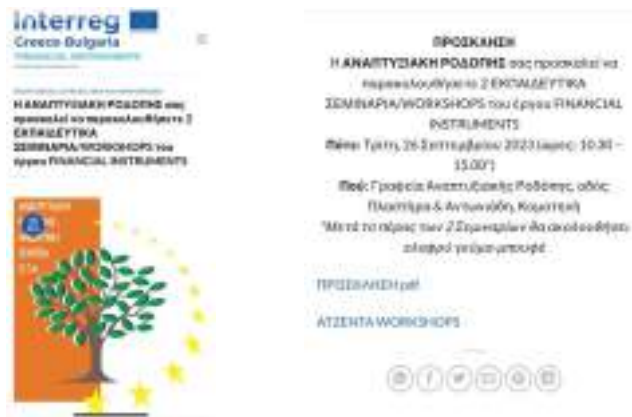 Interreg
Greece-Bulgaria
FINANCIAL INSTRUMENTS
Η ΑΝΑΠΤΥΞΙΑΚΗ ΡΟΔΟΠΗΣ σας
προσκαλεί να παρακολουθήσετε 2
ΕΚΠΑΙΔΕΥΤΙΚΑ
ΣΕΜΙΝΑΡΙΑ/WORKSHOPS του
έργου FINANCIAL INSTRUMENTS
ΠΡΟΣΚΛΗΣΗ
Η ΑΝΑΠΤΥΞΙΑΚΗ ΡΟΔΟΠΗΣ σας προσκαλεί να
παρακολουθήσετε 2 ΕΚΠΑΙΔΕΥΤΙΚΑ
ΣΕΜΙΝΑΡΙΑ/WORKSHOPS του έργου FINANCIAL
INSTRUMENTS
Πότε: Τρίτη, 26 Σεπτεμβρίου 2023 (ώρες: 10.30 –
15.00*)
Πού: Γραφεία Αναπτυξιακής Ροδόπης, οδός
Πλαστήρα & Αντωνιάδη, Κομοτηνή
*Μετά το πέρας των 2 Σεμιναρίων θα ακολουθήσει
ελαφρύ γεύμα-μπουφέ
ΠΡΟΣΚΛΗΣΗ pdf
ΑΤΖΕΝΤΑ WORKSHOPS